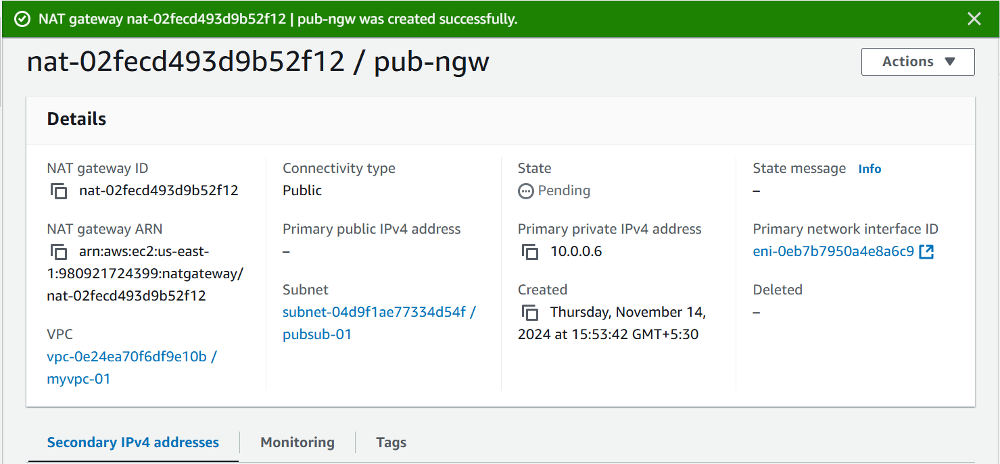 NAT gateway nat-02fecd493d9b52f12 | pub-ngw was created successfully.
nat-02fecd493d9b52f12 / pub-ngw
Actions
Details
NAT gateway ID
nat-02fecd493d9b52f12
NAT gateway ARN
arn:aws:ec2:us-east-
1:980921724399:natgateway/
nat-02fecd493d9b52f12
VPC
vpc-0e24ea70f6df9e10b /
myvpc-01
Connectivity type
Public
Primary public IPv4 address
–
Subnet
subnet-04d9f1ae77334d54f /
pubsub-01
State
Pending
Primary private IPv4 address
10.0.0.6
Created
Thursday, November 14,
2024 at 15:53:42 GMT+5:30
State message Info
–
Primary network interface ID
eni-0eb7b7950a4e8a6c9
Deleted
–
Secondary IPv4 addresses
Monitoring
Tags